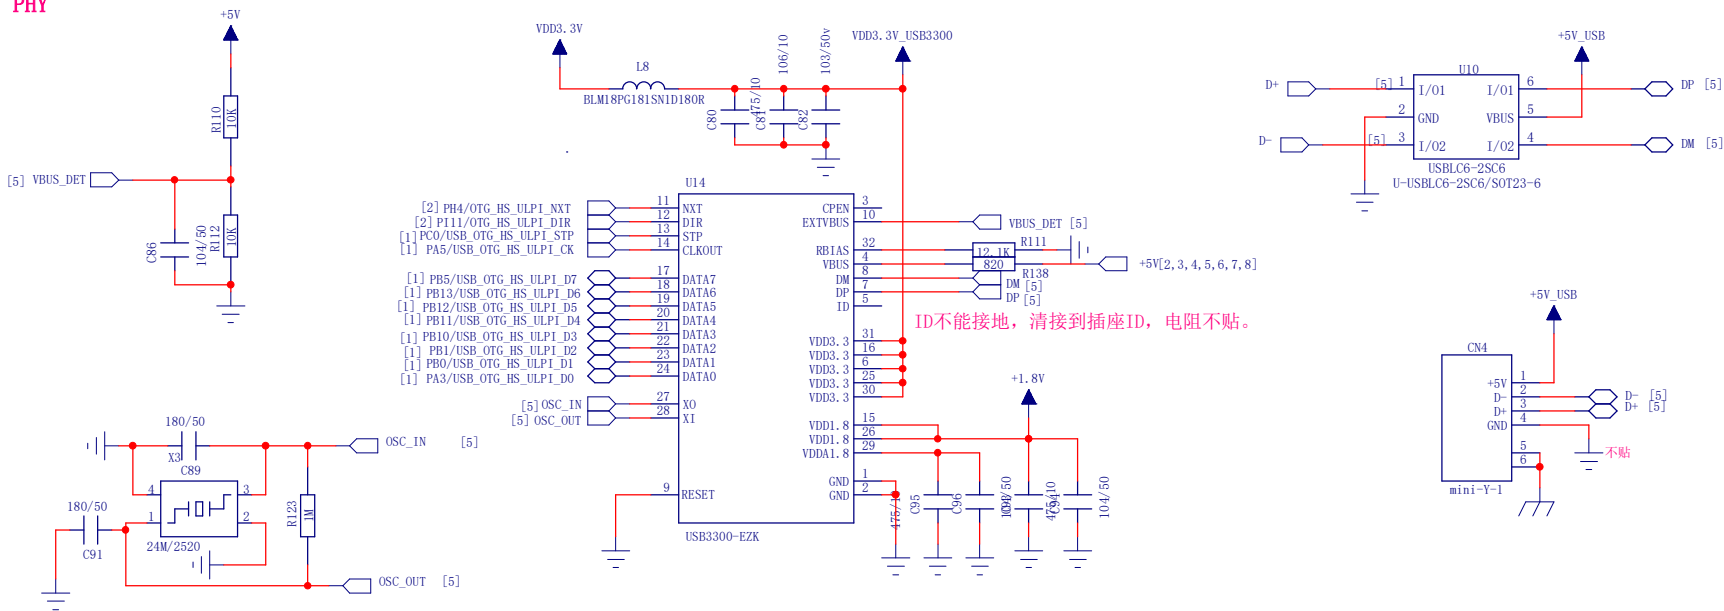 PHY
+5V
R110
10K
[5] VBUS_DET
C86
104/50
R112
10K
VDD3.3V
L8
BLM18PG181SN1D180R
C80
475/10
C81
106/10
C82
103/50v
VDD3.3V_USB3300
U14
[2] PH4/OTG_HS_ULPI_NXT 11 NXT
[2] PI11/OTG_HS_ULPI_DIR 12 DIR
[1] PC0/USB_OTG_HS_ULPI_STP 13 STP
[1] PA5/USB_OTG_HS_ULPI_CK 14 CLKOUT
[1] PB5/USB_OTG_HS_ULPI_D7 17 DATA7
[1] PB13/USB_OTG_HS_ULPI_D6 18 DATA6
[1] PB12/USB_OTG_HS_ULPI_D5 19 DATA5
[1] PB11/USB_OTG_HS_ULPI_D4 20 DATA4
[1] PB10/USB_OTG_HS_ULPI_D3 21 DATA3
[1] PB1/USB_OTG_HS_ULPI_D2 22 DATA2
[1] PB0/USB_OTG_HS_ULPI_D1 23 DATA1
[1] PA3/USB_OTG_HS_ULPI_D0 24 DATA0
[5] OSC_IN 27 XO
[5] OSC_OUT 28 XI
9 RESET
CPEN 3
EXTVBUS 10 VBUS_DET [5]
RBIAS 32 12.1K R111
VBUS 4 820 R138 +5V[2,3,4,5,6,7,8]
DM 8 DM [5]
DP 7 DP [5]
ID 5
ID不能接地，清接到插座ID，电阻不贴。
VDD3.3 31
VDD3.3 16
VDD3.3 6
VDD3.3 25
VDD3.3 30
VDD1.8 15
VDD1.8 26
VDDA1.8 29
GND 1
GND 2
USB3300-EZK
+1.8V
C95
C96
475/10
C94
104/50
180/50
X3
C89
OSC_IN [5]
4
3
1
2
24M/2520
180/50
C91
R123
1M
OSC_OUT [5]
+5V_USB
U10
D+ [5] 1 I/O1 I/O1 6 DP [5]
2 GND VBUS 5
D- [5] 3 I/O2 I/O2 4 DM [5]
USBLC6-2SC6
U-USBLC6-2SC6/SOT23-6
+5V_USB
CN4
+5V 1
D- 2 D- [5]
D+ 3 D+ [5]
GND 4
5
6
不贴
mini-Y-1